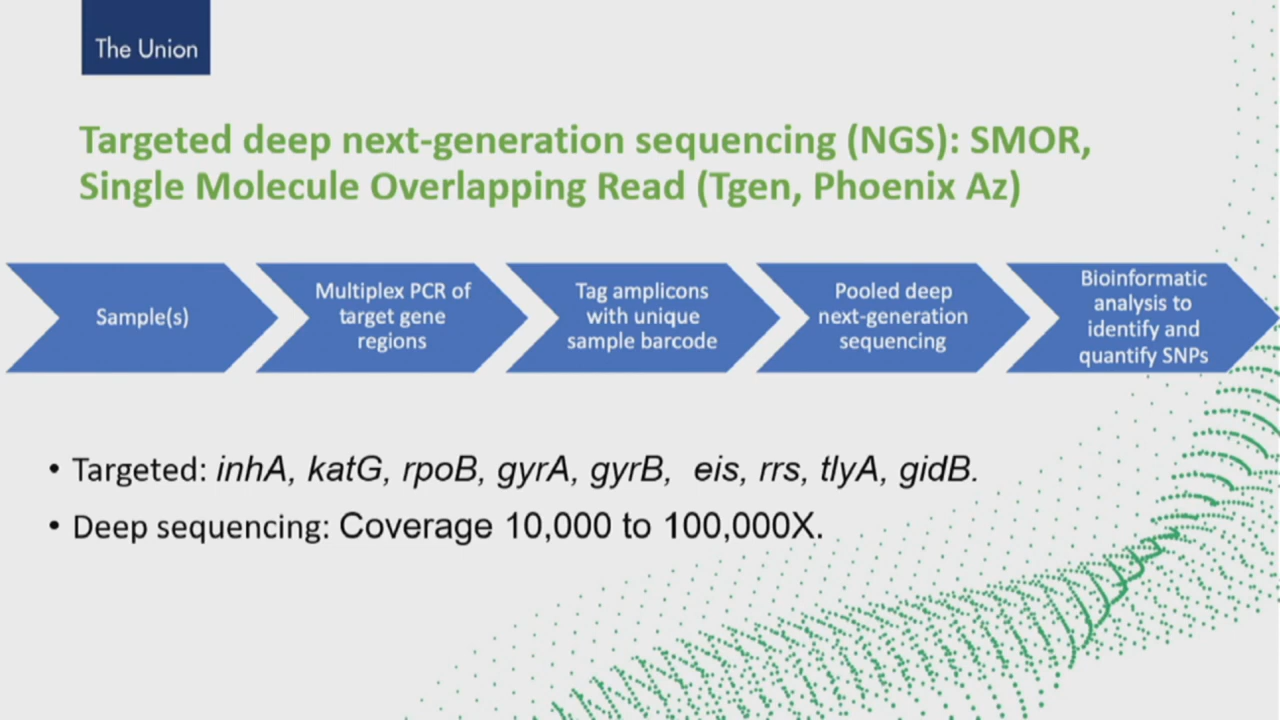 The Union
Targeted deep next-generation sequencing (NGS): SMOR,
Single Molecule Overlapping Read (Tgen, Phoenix Az)
Sample(s)
Multiplex PCR of
target gene
regions
Tag amplicons
with unique
sample barcode
Pooled deep
next-generation
sequencing
Bioinformatic
analysis to
identify and
quantify SNPs
• Targeted: inhA, katG, rpoB, gyrA, gyrB, eis, rrs, tlyA, gidB.
• Deep sequencing: Coverage 10,000 to 100,000X.